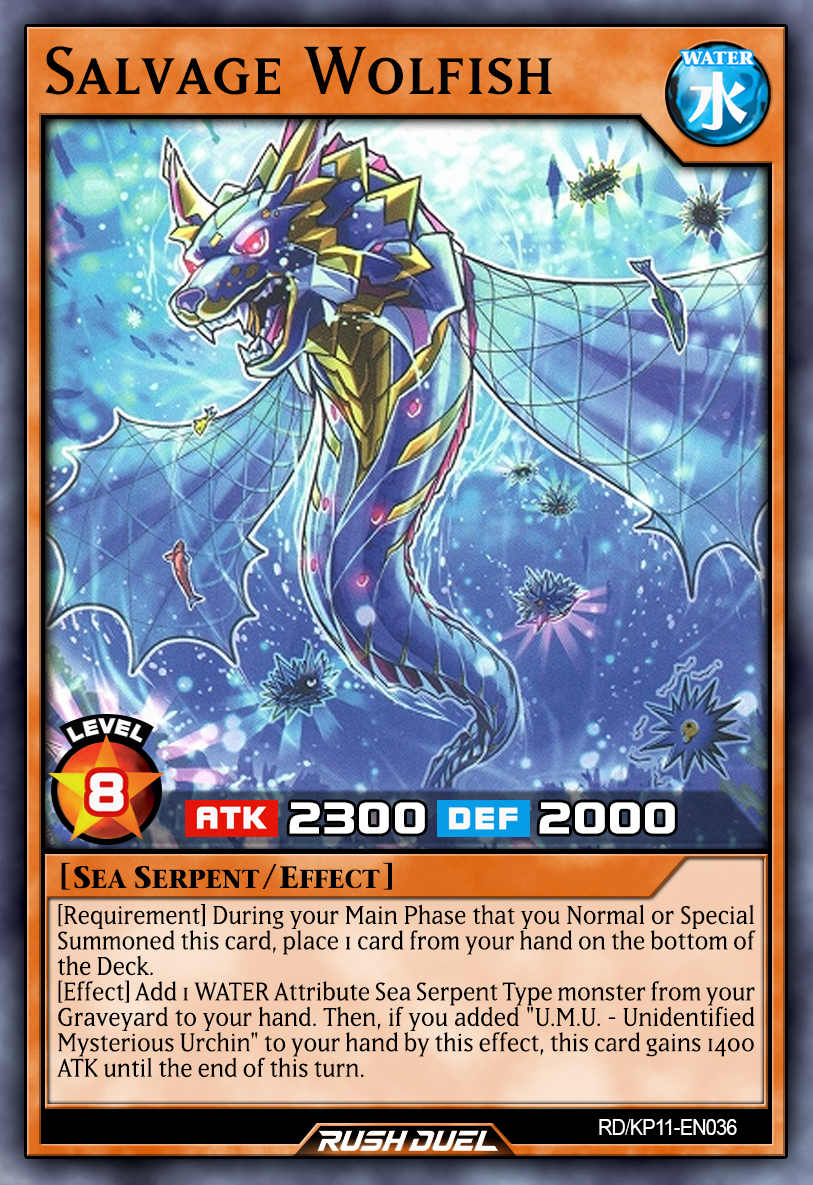 Salvage Wolfish
WATER
水
LEVEL
8
ATK 2300 DEF 2000
[Sea Serpent/Effect]
[Requirement] During your Main Phase that you Normal or Special
Summoned this card, place 1 card from your hand on the bottom of
the Deck.
[Effect] Add 1 WATER Attribute Sea Serpent Type monster from your
Graveyard to your hand. Then, if you added "U.M.U. - Unidentified
Mysterious Urchin" to your hand by this effect, this card gains 1400
ATK until the end of this turn.
RD/KP11-EN036
RUSH DUEL